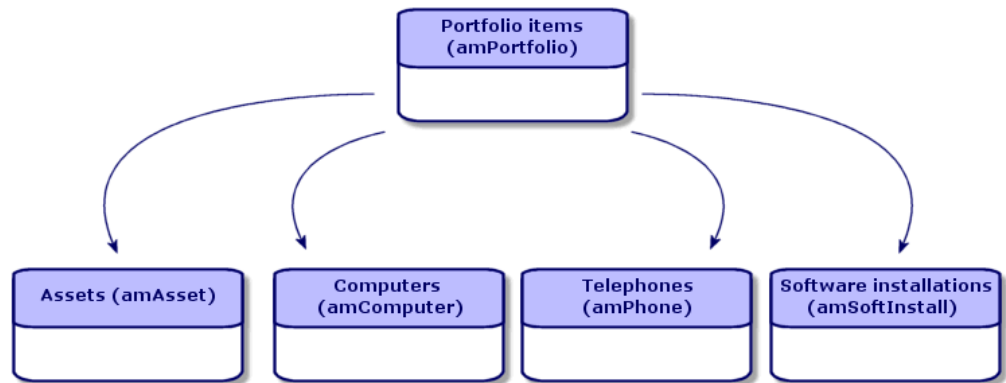 Portfolio items
(amPortfolio)
Assets (amAsset)
Computers
(amComputer)
Telephones
(amPhone)
Software installations
(amSoftInstall)